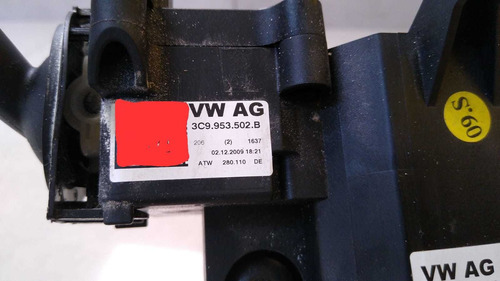 VW AG
3C9.953.502.B
206 (2) 1637
02.12.2009 18:21
ATW 280.110 DE
09.S
VW AG